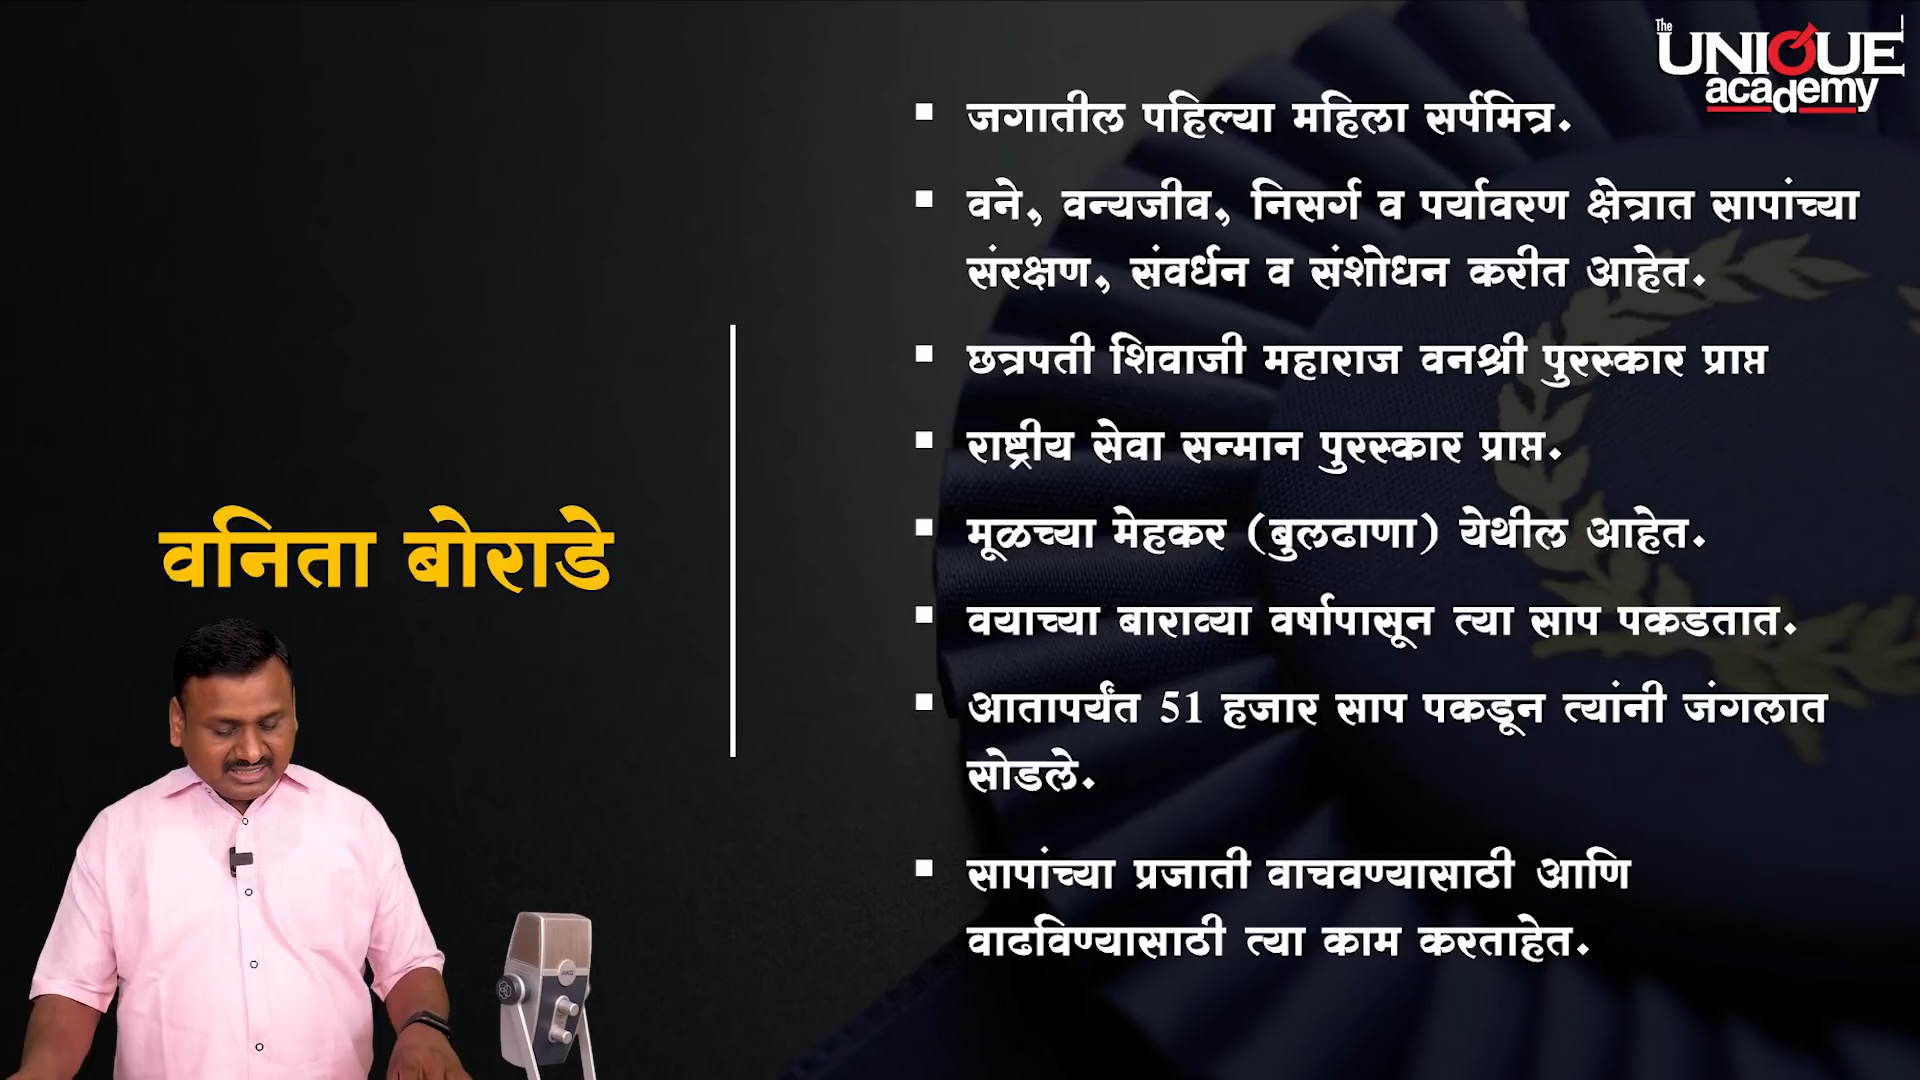 The
UNIQUE
academy
जगातील पहिल्या महिला सर्पमित्र.
वने, वन्यजीव, निसर्ग व पर्यावरण क्षेत्रात सापांच्या
संरक्षण, संवर्धन व संशोधन करीत आहेत.
छत्रपती शिवाजी महाराज वनश्री पुरस्कार प्राप्त
राष्ट्रीय सेवा सन्मान पुरस्कार प्राप्त.
मूळच्या मेहकर (बुलढाणा) येथील आहेत.
वयाच्या बाराव्या वर्षापासून त्या साप पकडतात.
आतापर्यंत 51 हजार साप पकडून त्यांनी जंगलात
सोडले.
सापांच्या प्रजाती वाचवण्यासाठी आणि
वाढविण्यासाठी त्या काम करताहेत.
वनिता बोराडे
AKG